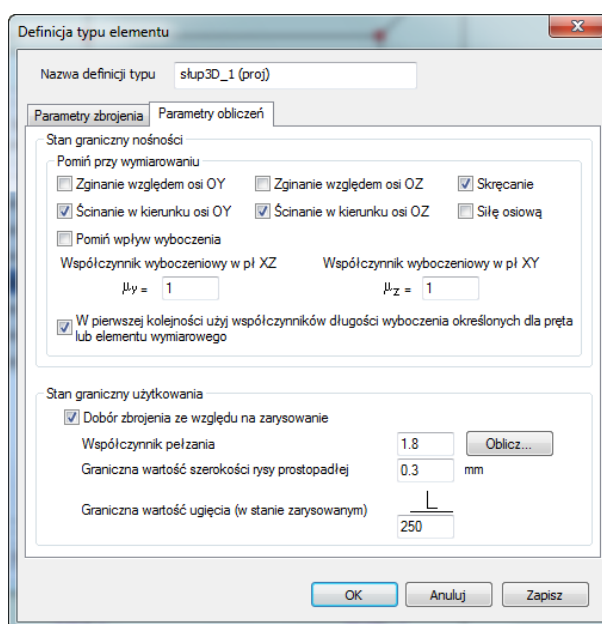 Definicja typu elementu
Nazwa definicji typu słup3D_1 (proj)
Parametry zbrojenia Parametry obliczeń
Stan graniczny nośności
Pomiń przy wymiarowaniu
Zginanie względem osi OY Zginanie względem osi OZ Skręcanie
Ścinanie w kierunku osi OY Ścinanie w kierunku osi OZ Siłę osiową
Pomiń wpływ wyboczenia
Współczynnik wyboczeniowy w pł XZ Współczynnik wyboczeniowy w pł XY
μy = 1 μz = 1
W pierwszej kolejności użyj współczynników długości wyboczenia określonych dla pręta
lub elementu wymiarowego
Stan graniczny użytkowania
Dobór zbrojenia ze względu na zarysowanie
Współczynnik pełzania 1.8 Oblicz...
Graniczna wartość szerokości rysy prostopadłej 0.3 mm
Graniczna wartość ugięcia (w stanie zarysowanym) L
250
OK Anuluj Zapisz